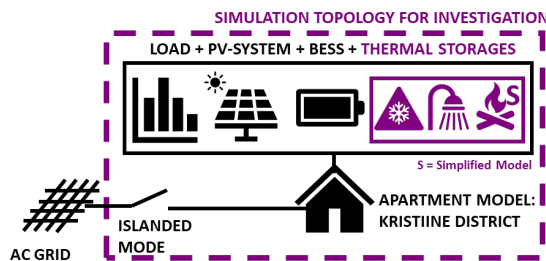 SIMULATION TOPOLOGY FOR INVESTIGATION
LOAD + PV-SYSTEM + BESS + THERMAL STORAGES
S
S = Simplified Model
APARTMENT MODEL:
KRISTIINE DISTRICT
ISLANDED
MODE
AC GRID